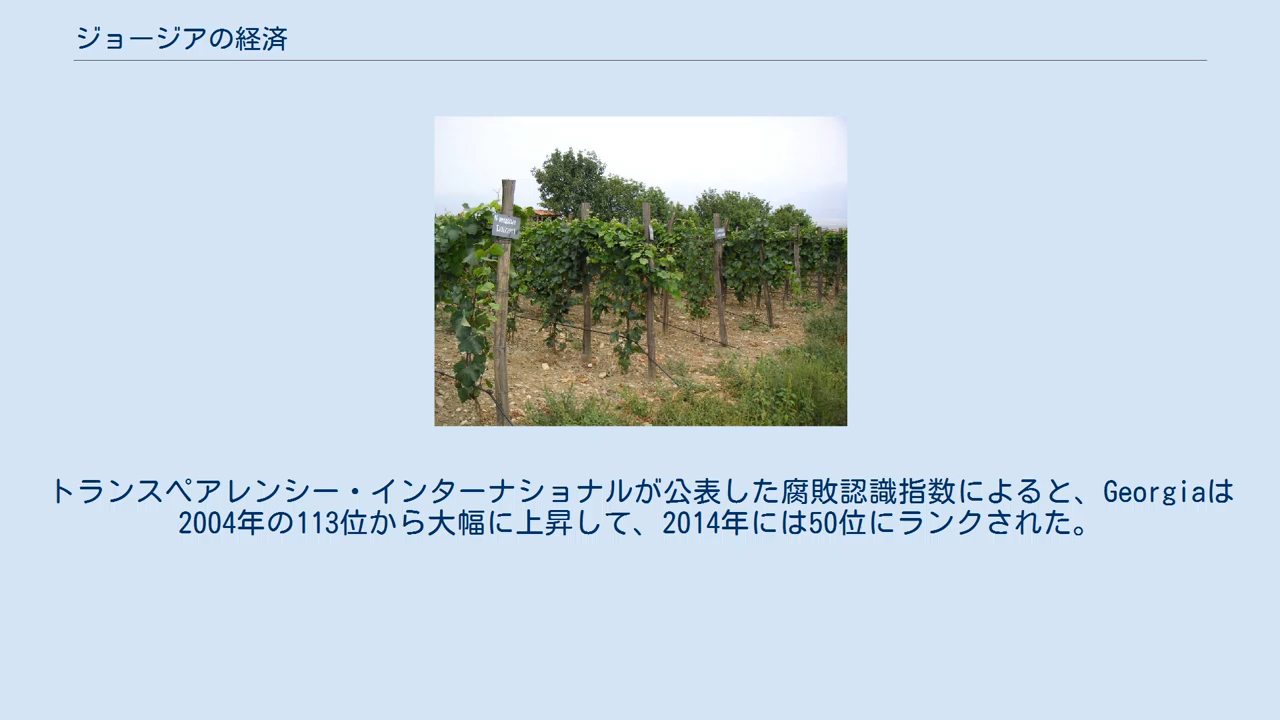 ジョージアの経済
トランスペアレンシー・インターナショナルが公表した腐敗認識指数によると、Georgiaは
2004年の113位から大幅に上昇して、2014年には50位にランクされた。